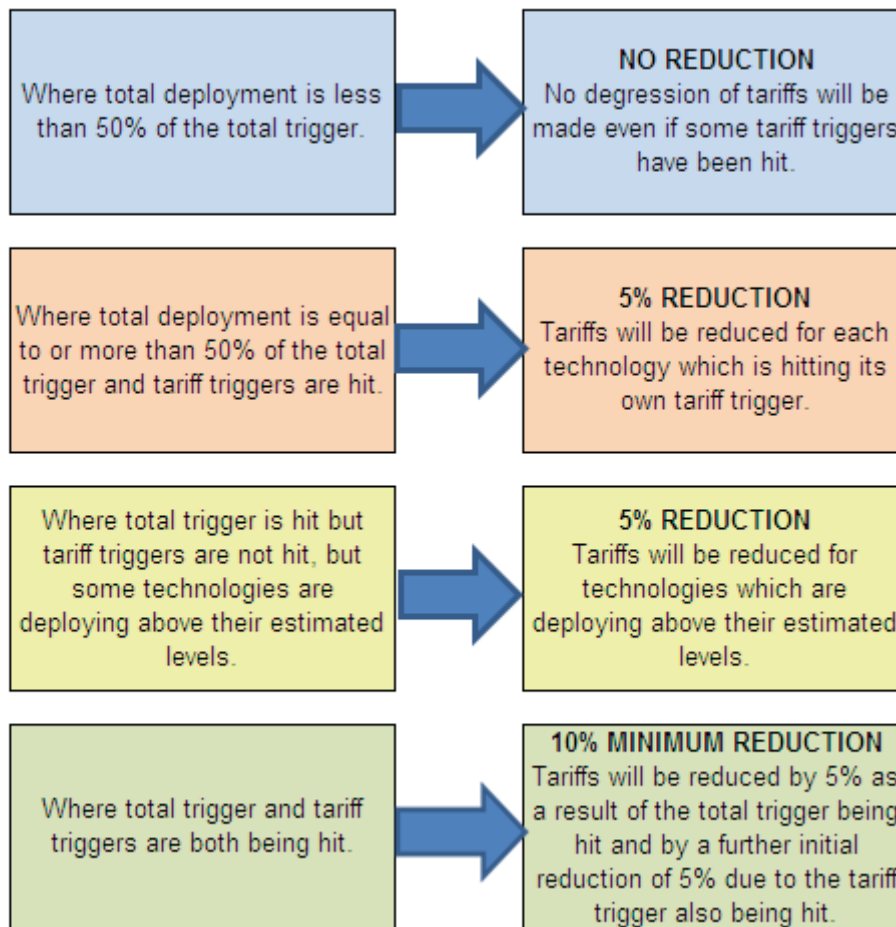 Where total deployment is less
than 50% of the total trigger.
NO REDUCTION
No degression of tariffs will be
made even if some tariff triggers
have been hit.
Where total deployment is equal
to or more than 50% of the total
trigger and tariff triggers are hit.
5% REDUCTION
Tariffs will be reduced for each
technology which is hitting its
own tariff trigger.
Where total trigger is hit but
tariff triggers are not hit, but
some technologies are
deploying above their estimated
levels.
5% REDUCTION
Tariffs will be reduced for
technologies which are
deploying above their estimated
levels.
Where total trigger and tariff
triggers are both being hit.
10% MINIMUM REDUCTION
Tariffs will be reduced by 5% as
a result of the total trigger being
hit and by a further initial
reduction of 5% due to the tariff
trigger also being hit.